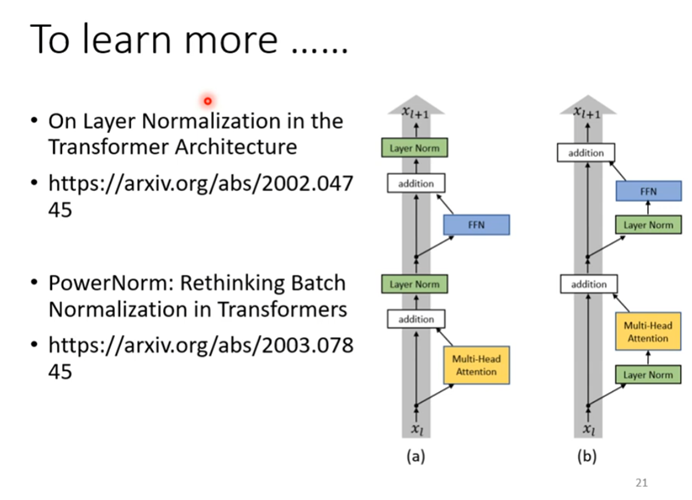 To learn more ……
• On Layer Normalization in the
Transformer Architecture
• https://arxiv.org/abs/2002.047
45
• PowerNorm: Rethinking Batch
Normalization in Transformers
• https://arxiv.org/abs/2003.078
45
x_{l+1}
Layer Norm
addition
FFN
Layer Norm
addition
Multi-Head
Attention
x_l
(a)
x_{l+1}
addition
FFN
Layer Norm
addition
Multi-Head
Attention
Layer Norm
x_l
(b)
21